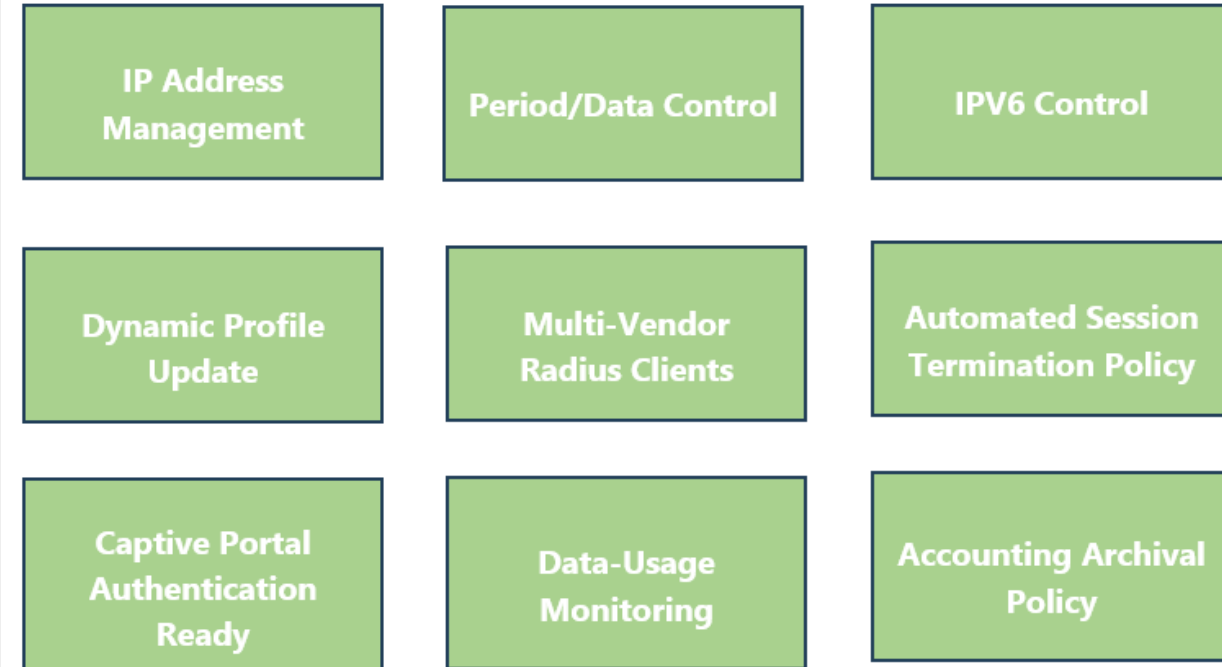 IP Address
Management
Period/Data Control
IPV6 Control
Dynamic Profile
Update
Multi-Vendor
Radius Clients
Automated Session
Termination Policy
Captive Portal
Authentication
Ready
Data-Usage
Monitoring
Accounting Archival
Policy